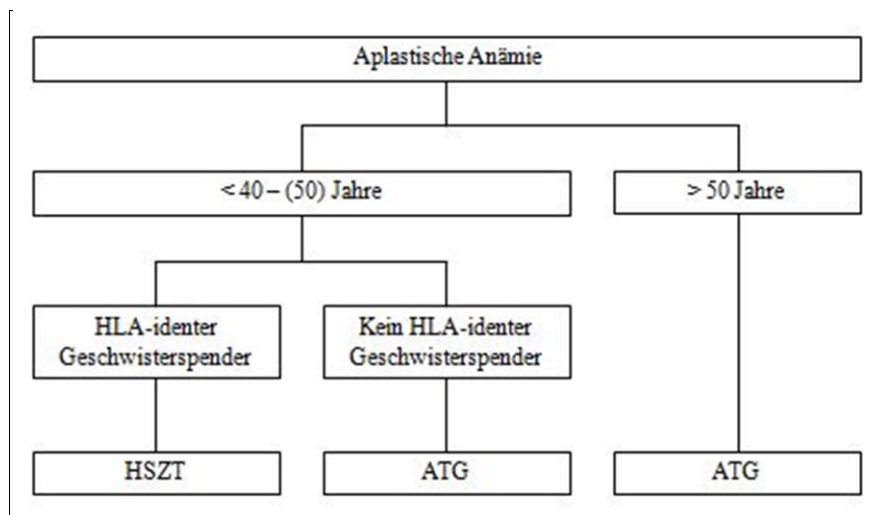 Aplastische Anämie
< 40 – (50) Jahre
> 50 Jahre
HLA-identer
Geschwisterspender
Kein HLA-identer
Geschwisterspender
HSZT
ATG
ATG